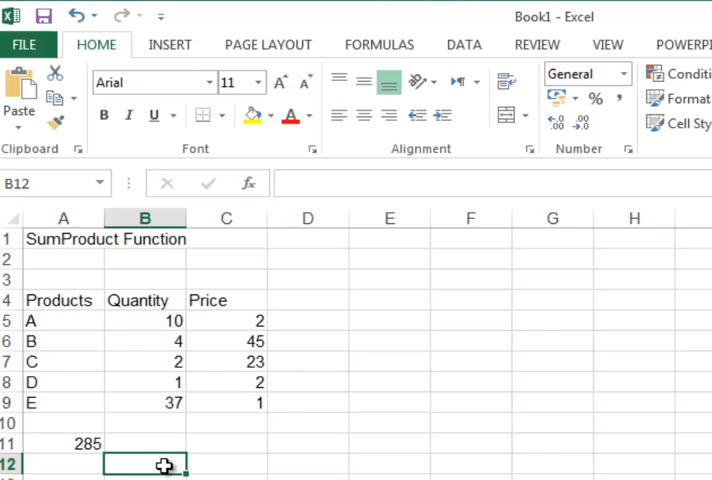 Book1 - Excel
FILE HOME INSERT PAGE LAYOUT FORMULAS DATA REVIEW VIEW POWERPI
Paste
Arial 11 A A
B I U A
General
% ,
Conditi
Format
Cell Sty
Clipboard Font Alignment Number
B12 fx
A B C D E F G H
1 SumProduct Function
2
3
4 Products Quantity Price
5 A 10 2
6 B 4 45
7 C 2 23
8 D 1 2
9 E 37 1
10
11 285
12